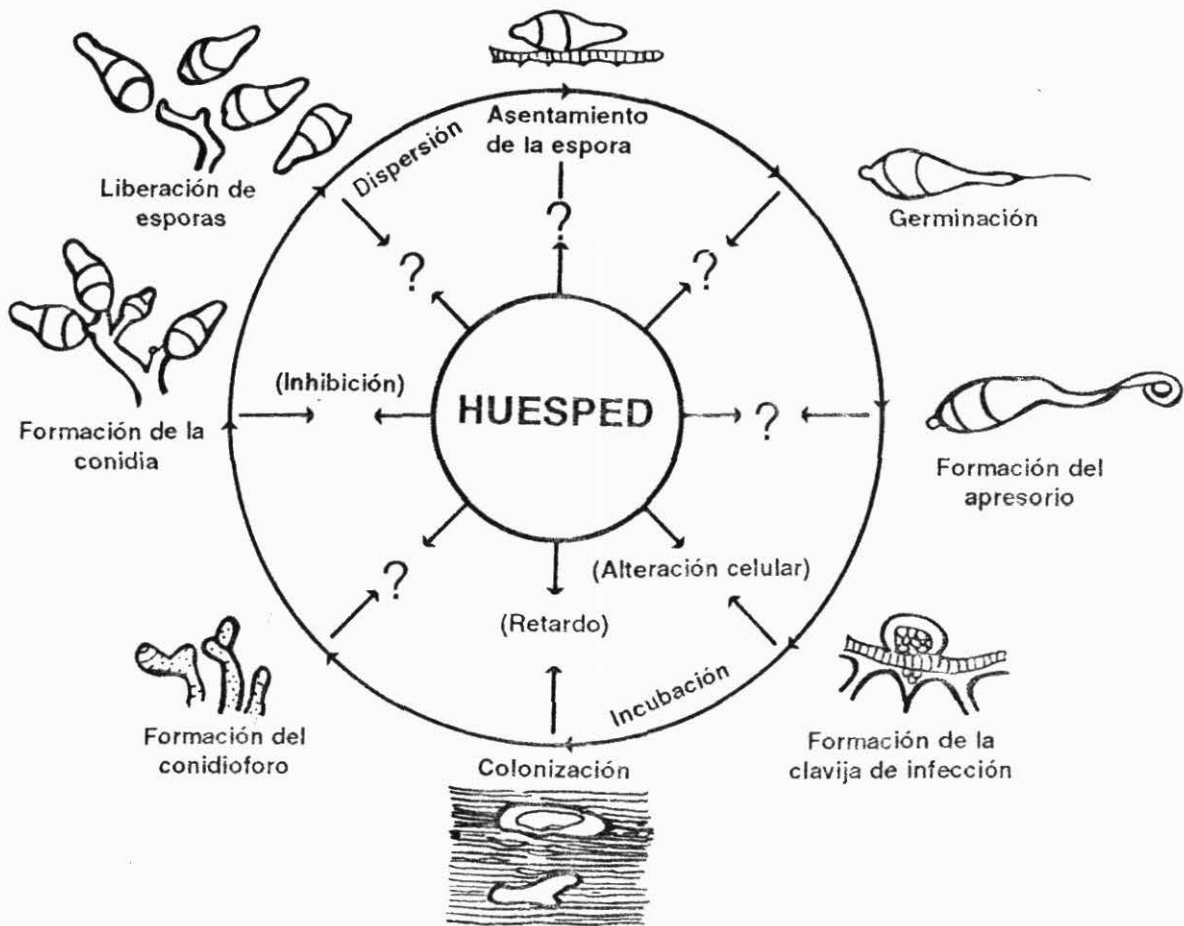 Asentamiento
de la espora
Dispersión
Liberación de
esporas
Germinación
?
?
?
(Inhibición)
HUESPED
?
Formación de la
conidia
Formación del
apresorio
(Alteración celular)
?
(Retardo)
Incubación
Formación del
conidioforo
Colonización
Formación de la
clavija de infección